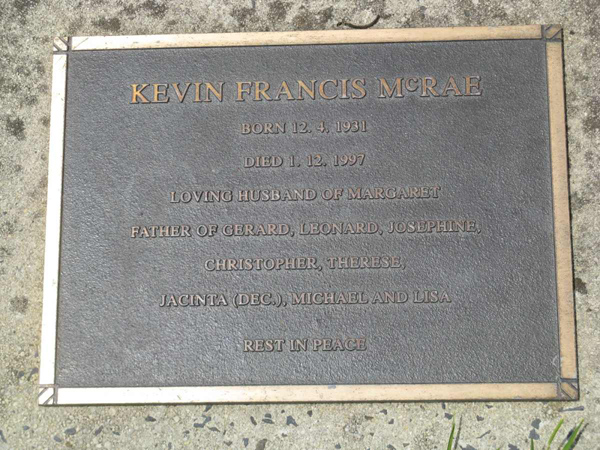 KEVIN FRANCIS McRAE
BORN 12. 4. 1931
DIED 1. 12. 1997
LOVING HUSBAND OF MARGARET
FATHER OF GERARD, LEONARD, JOSEPHINE,
CHRISTOPHER, THERESE,
JACINTA (DEC.), MICHAEL AND LISA
REST IN PEACE